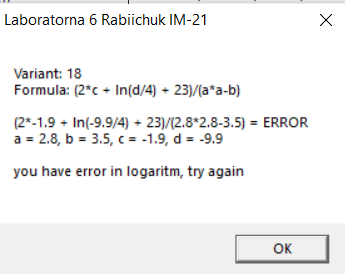 Laboratorna 6 Rabiichuk IM-21
Variant: 18
Formula: (2*c + ln(d/4) + 23)/(a*a-b)
(2*-1.9 + ln(-9.9/4) + 23)/(2.8*2.8-3.5) = ERROR
a = 2.8, b = 3.5, c = -1.9, d = -9.9
you have error in logaritm, try again
OK